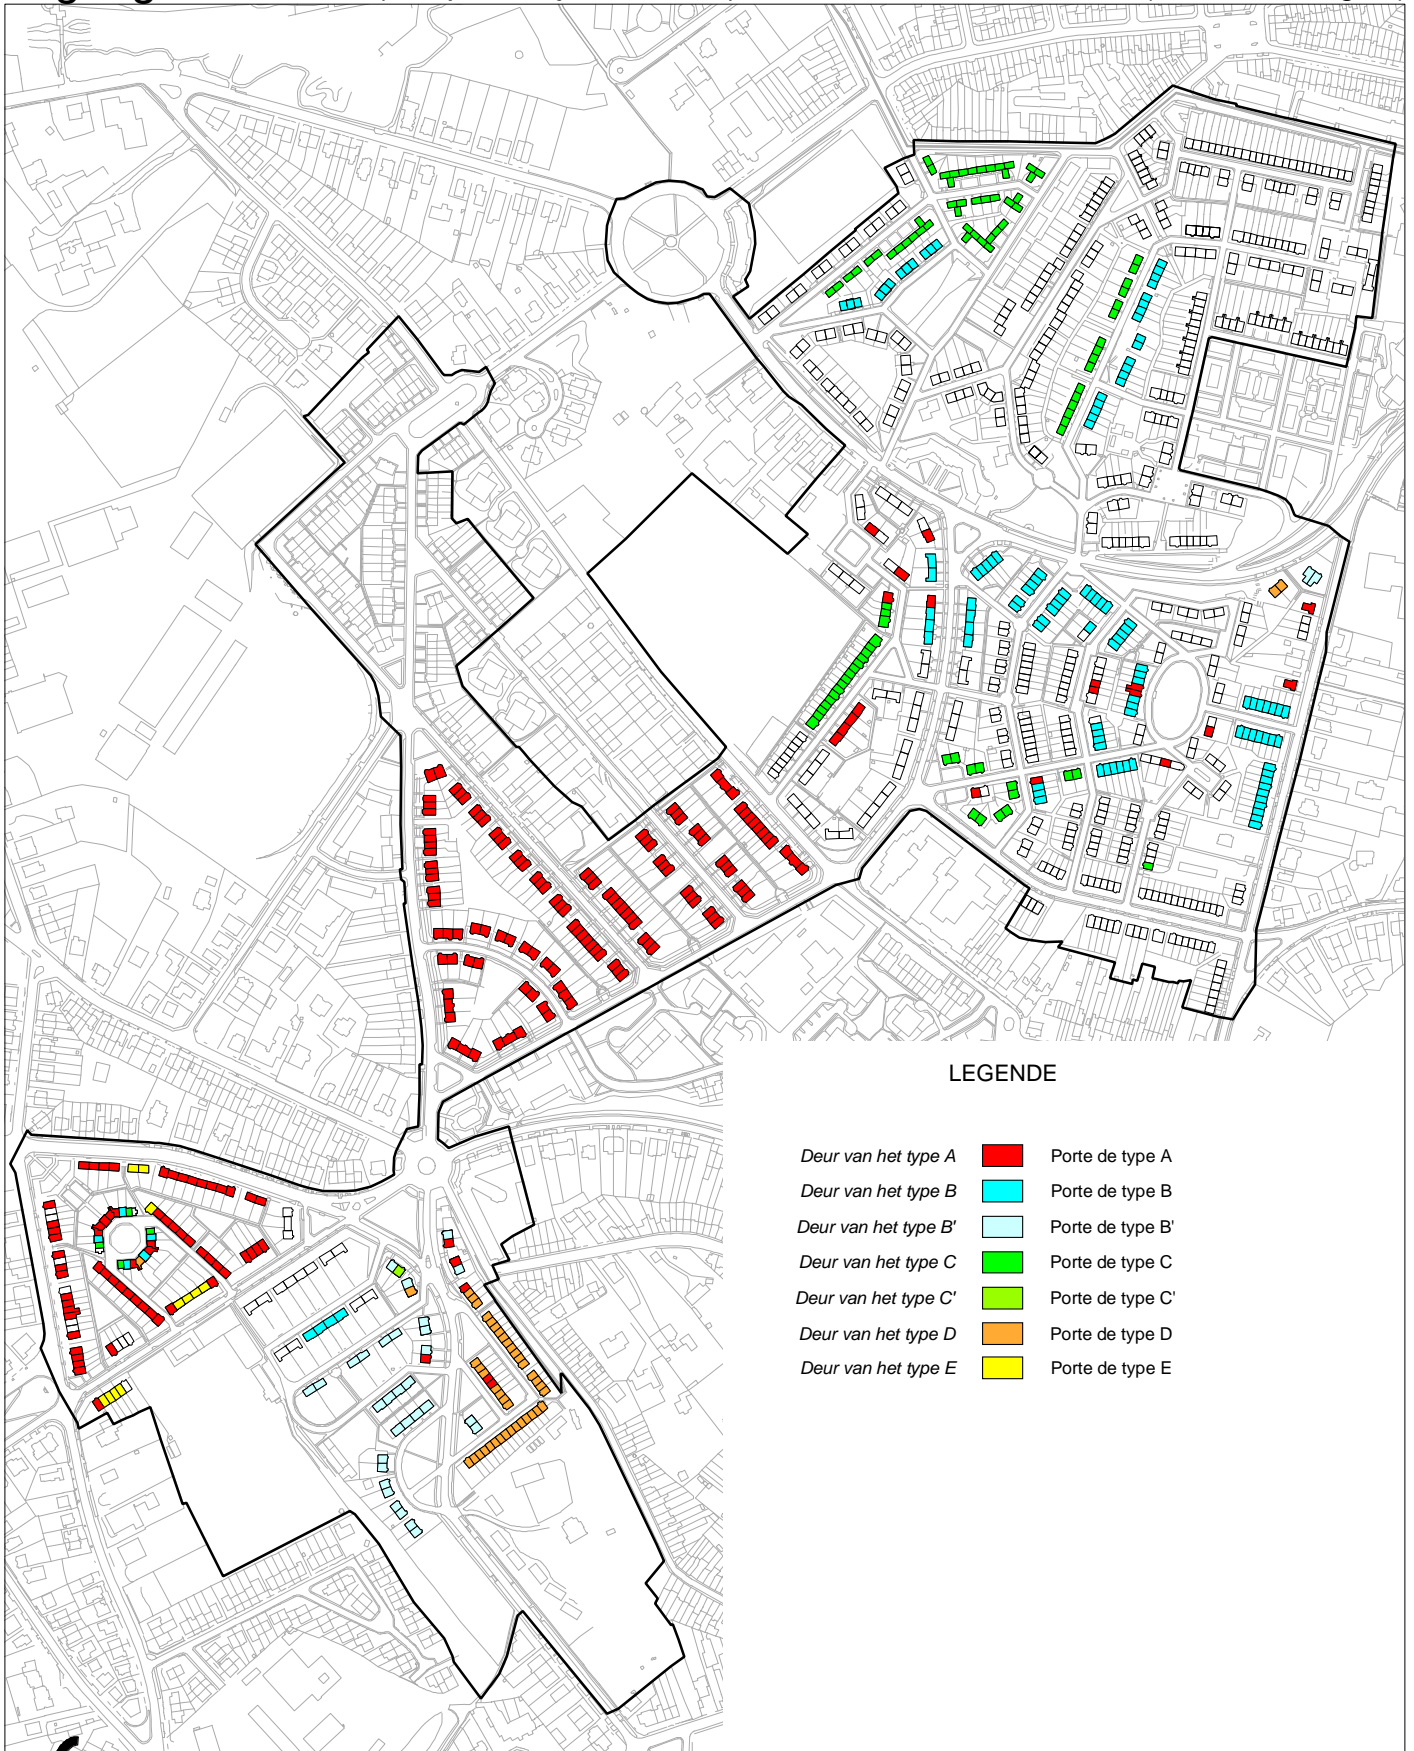 LEGENDE
Deur van het type A Porte de type A
Deur van het type B Porte de type B
Deur van het type B' Porte de type B'
Deur van het type C Porte de type C
Deur van het type C' Porte de type C'
Deur van het type D Porte de type D
Deur van het type E Porte de type E